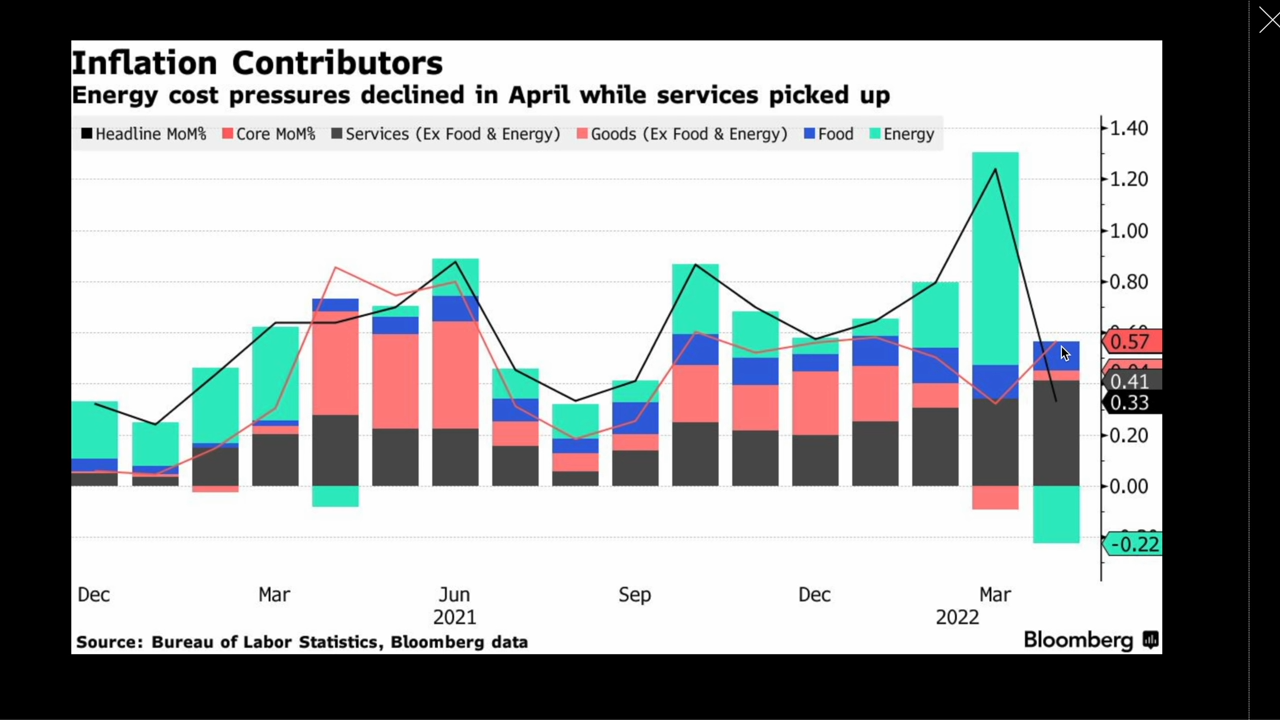 Inflation Contributors
Energy cost pressures declined in April while services picked up
Headline MoM% Core MoM% Services (Ex Food & Energy) Goods (Ex Food & Energy) Food Energy
1.40
1.20
1.00
0.80
0.57
0.41
0.33
0.20
0.00
-0.22
Dec Mar Jun Sep Dec Mar
2021 2022
Source: Bureau of Labor Statistics, Bloomberg data
Bloomberg